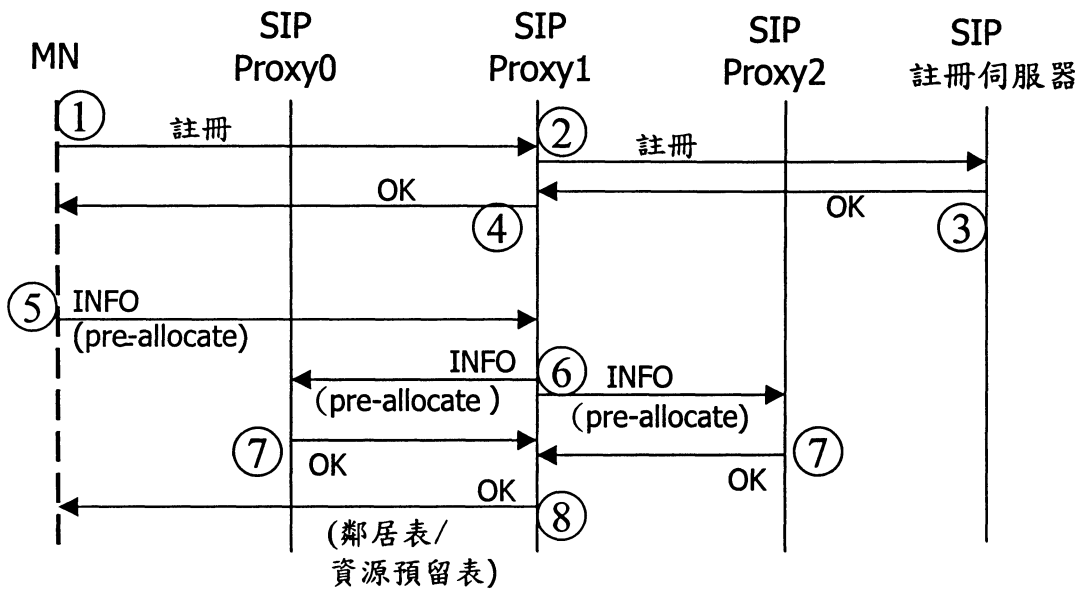 MN
SIP
Proxy0
SIP
Proxy1
SIP
Proxy2
SIP
註冊伺服器
①
註冊
②
註冊
OK
④
OK
③
⑤
INFO
(pre-allocate)
INFO
(pre-allocate )
⑥
INFO
(pre-allocate)
⑦
OK
OK
⑦
OK
⑧
(鄰居表/
資源預留表)